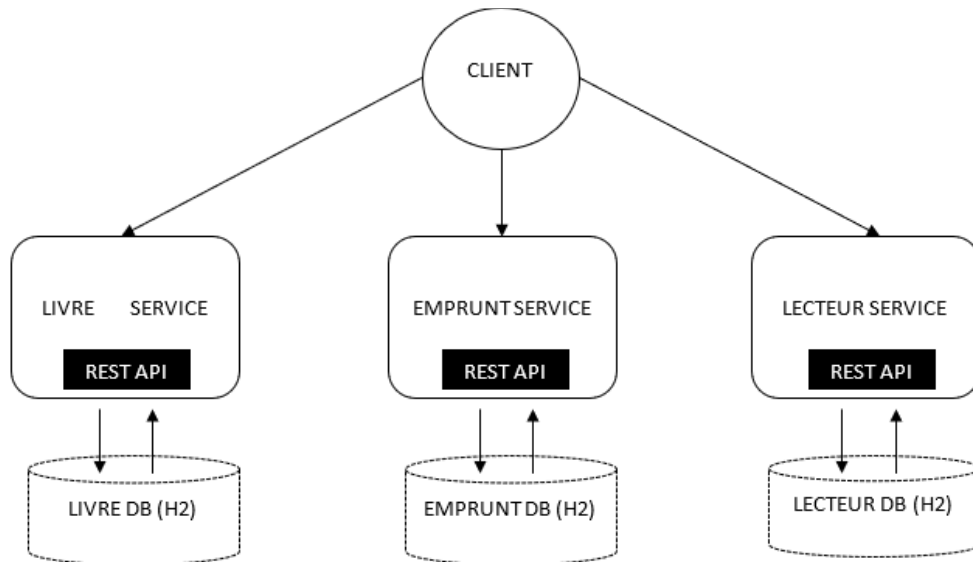 CLIENT
LIVRE SERVICE
EMPRUNT SERVICE
LECTEUR SERVICE
REST API
REST API
REST API
LIVRE DB (H2)
EMPRUNT DB (H2)
LECTEUR DB (H2)